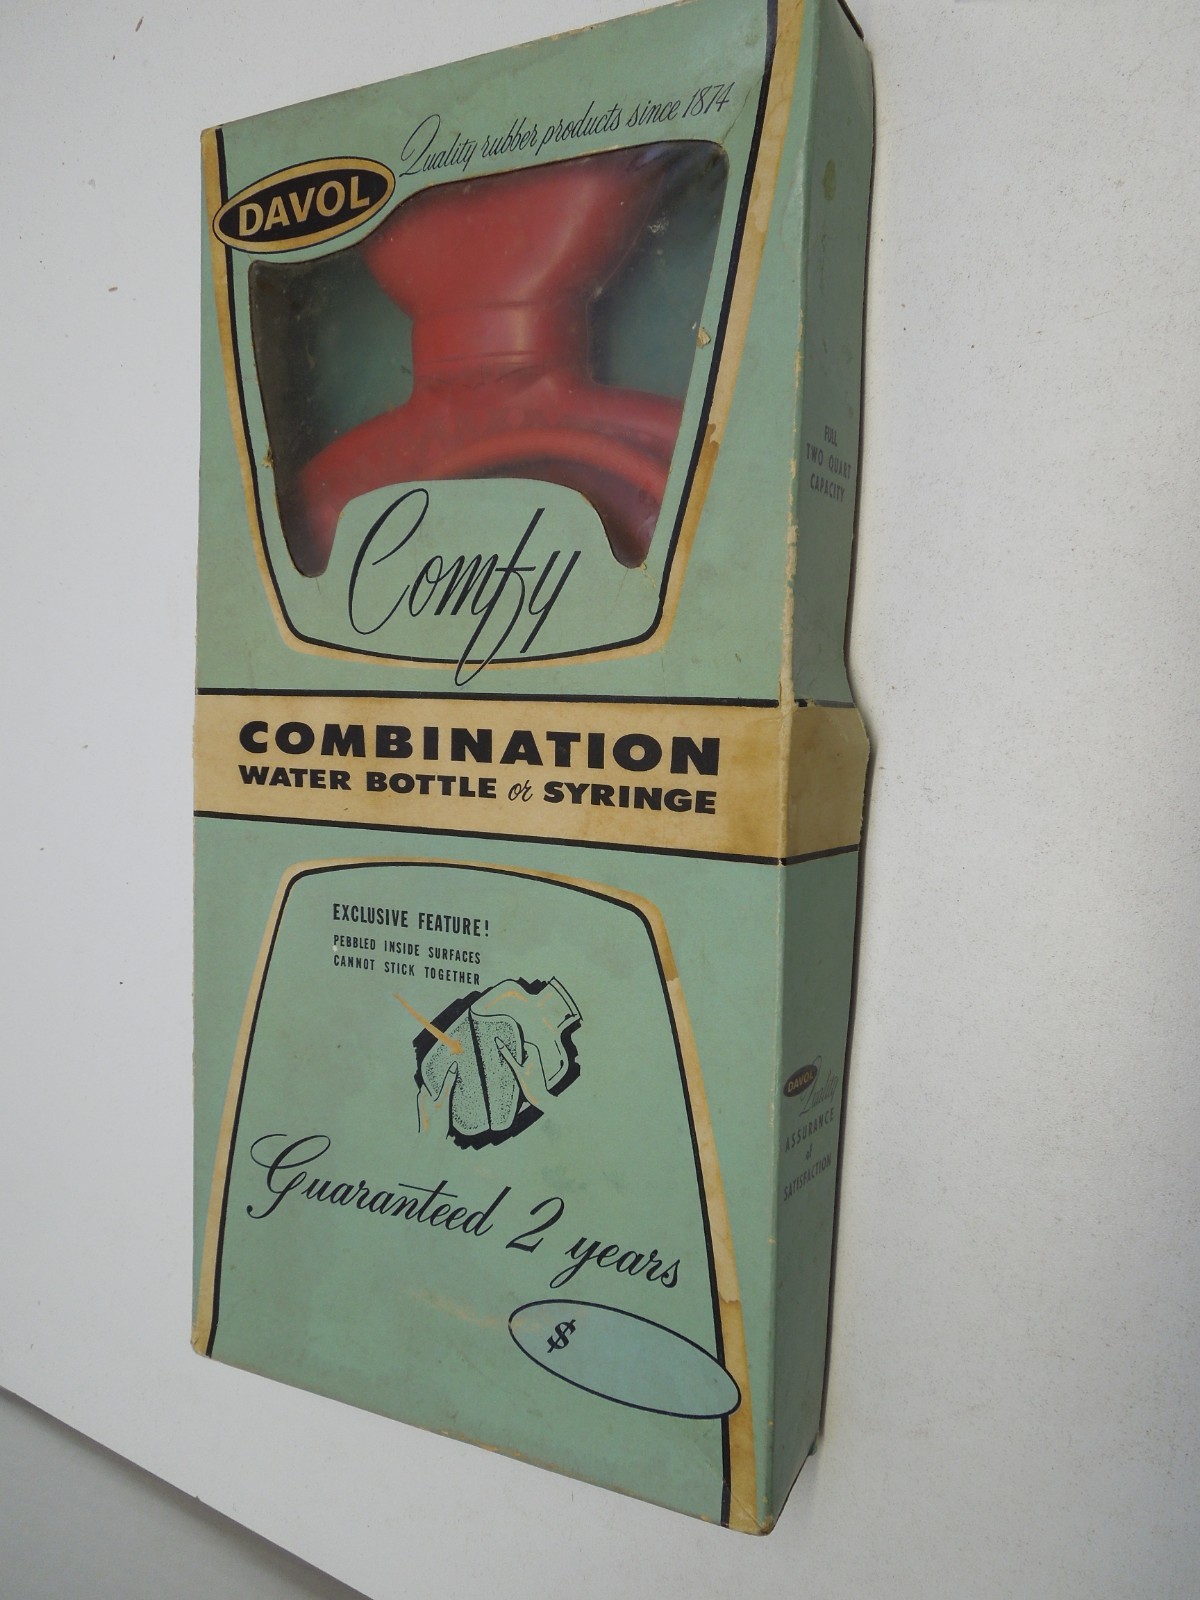 Quality rubber products since 1874
DAVOL
Comfy
COMBINATION
WATER BOTTLE or SYRINGE
EXCLUSIVE FEATURE!
PEBBLED INSIDE SURFACES
CANNOT STICK TOGETHER
Guaranteed 2 years
$
FULL
TWO QUART
CAPACITY
DAVOL
Quality
ASSURANCE
of
SATISFACTION